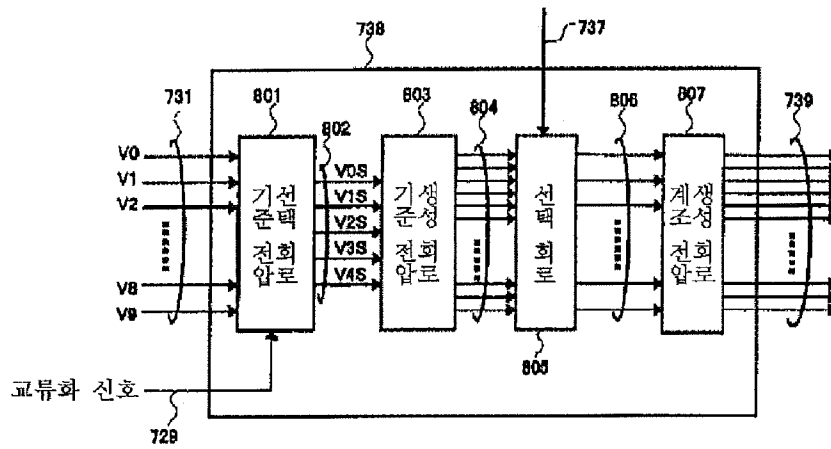 738
737
731
801
802
803
804
806
807
739
V0
V1
V2
V8
V9
V0S
V1S
V2S
V3S
V4S
기준 전압
선택 회로
기준 전압
생성 회로
선택 회로
계조 전압
생성 회로
805
교류화 신호
729